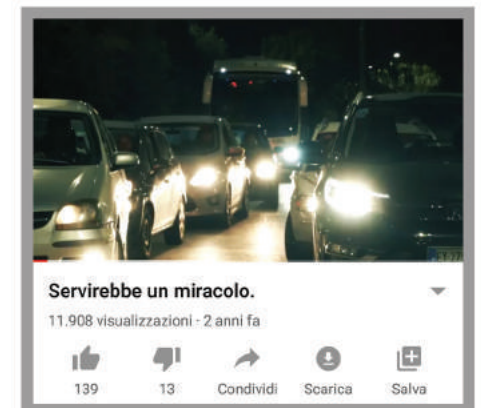 Servirebbe un miracolo.
11.908 visualizzazioni - 2 anni fa
139 13 Condividi Scarica Salva